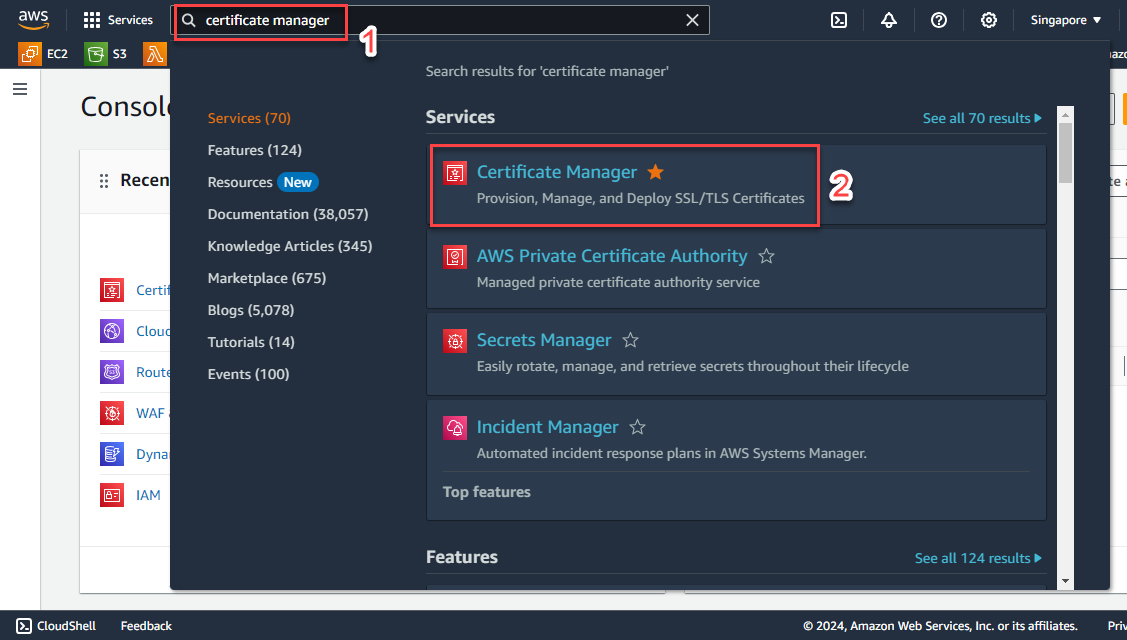 aws
Services
certificate manager
Singapore
1
EC2
S3
Search results for 'certificate manager'
Services (70)
Features (124)
Resources New
Documentation (38,057)
Knowledge Articles (345)
Marketplace (675)
Blogs (5,078)
Tutorials (14)
Events (100)
Services
See all 70 results
Certificate Manager
Provision, Manage, and Deploy SSL/TLS Certificates
2
AWS Private Certificate Authority
Managed private certificate authority service
Secrets Manager
Easily rotate, manage, and retrieve secrets throughout their lifecycle
Incident Manager
Automated incident response plans in AWS Systems Manager.
Top features
Features
See all 124 results
Consol
Recen
Certif
Cloud
Route
WAF
Dyna
IAM
CloudShell
Feedback
© 2024, Amazon Web Services, Inc. or its affiliates.
Priv